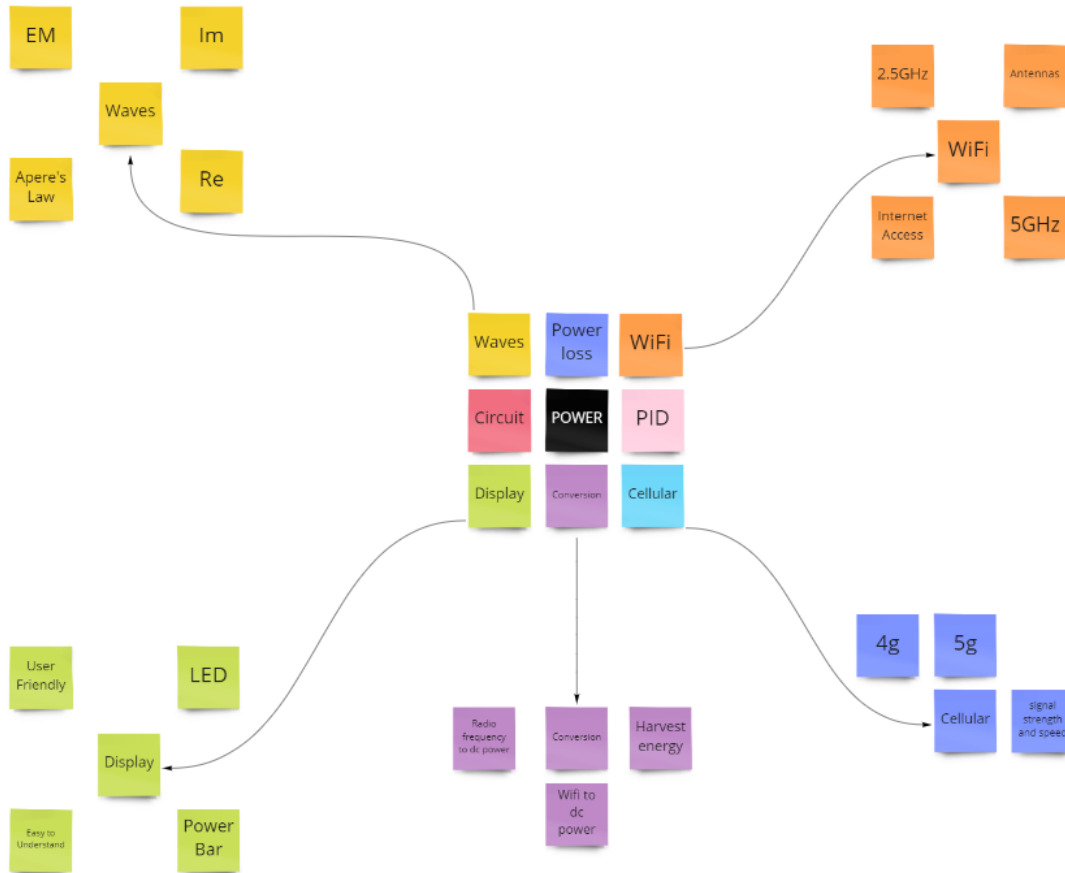 EM
Im
Waves
Apere's
Law
Re
2.5GHz
Antennas
WiFi
Internet
Access
5GHz
Waves
Power
loss
WiFi
Circuit
POWER
PID
Display
Conversion
Cellular
User
Friendly
LED
Display
Easy to
Understand
Power
Bar
Radio
frequency
to dc power
Conversion
Harvest
energy
Wifi to
dc
power
4g
5g
Cellular
signal
strength
and speed